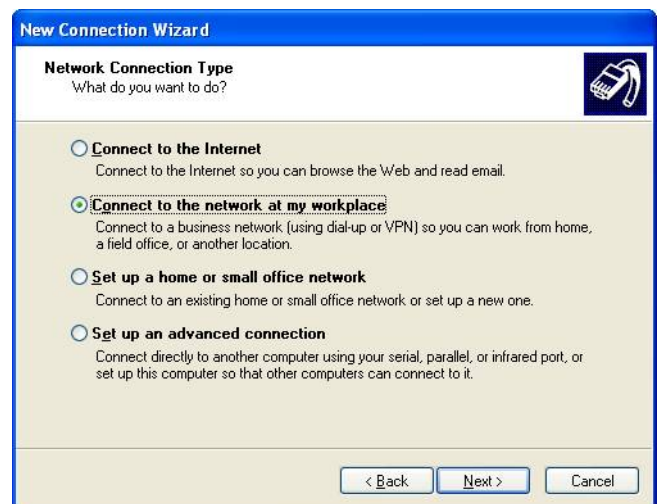 New Connection Wizard
Network Connection Type
What do you want to do?
Connect to the Internet
Connect to the Internet so you can browse the Web and read email.
Connect to the network at my workplace
Connect to a business network (using dial-up or VPN) so you can work from home,
a field office, or another location.
Set up a home or small office network
Connect to an existing home or small office network or set up a new one.
Set up an advanced connection
Connect directly to another computer using your serial, parallel, or infrared port, or
set up this computer so that other computers can connect to it.
< Back Next > Cancel